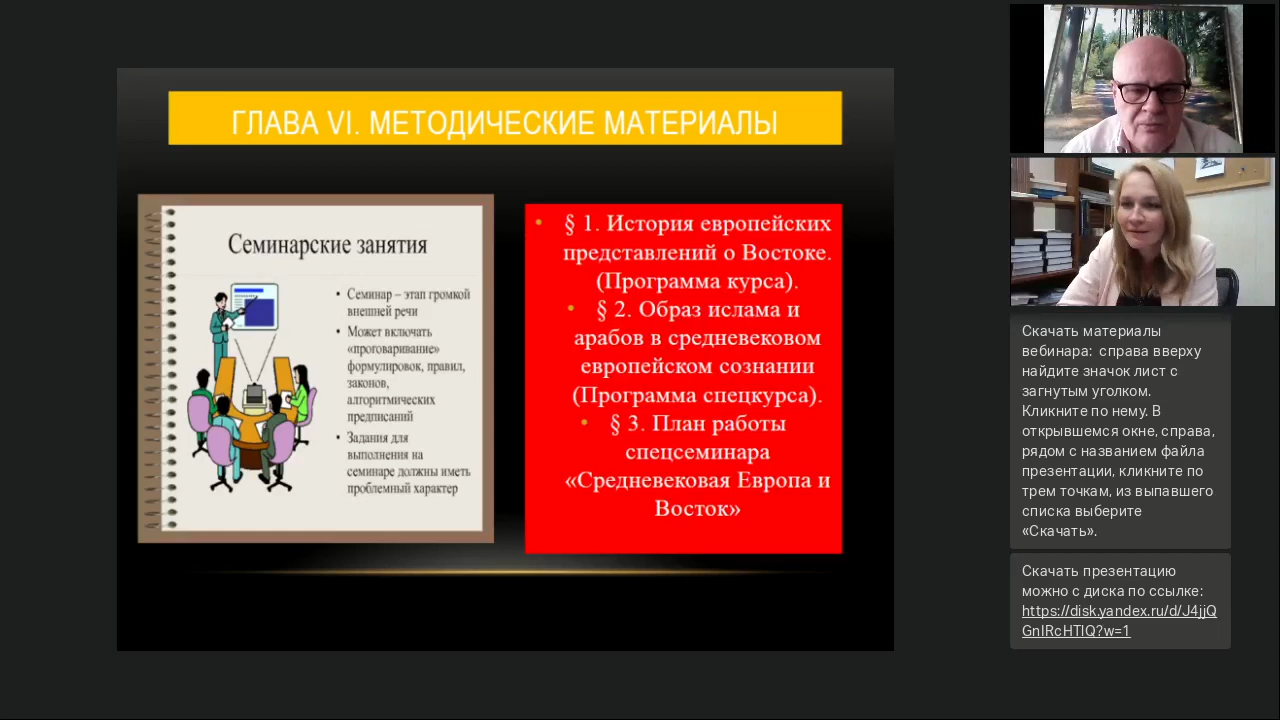 ГЛАВА VI. МЕТОДИЧЕСКИЕ МАТЕРИАЛЫ
Семинарские занятия
• Семинар – этап громкой
внешней речи
• Может включать
«проговаривание»
формулировок, правил,
законов,
алгоритмических
предписаний
• Задания для
выполнения на
семинаре должны иметь
проблемный характер
• § 1. История европейских
представлений о Востоке.
(Программа курса).
• § 2. Образ ислама и
арабов в средневековом
европейском сознании
(Программа спецкурса).
• § 3. План работы
спецсеминара
«Средневековая Европа и
Восток»
Скачать материалы
вебинара: справа вверху
найдите значок лист с
загнутым уголком.
Кликните по нему. В
открывшемся окне, справа,
рядом с названием файла
презентации, кликните по
трем точкам, из выпавшего
списка выберите
«Скачать».
Скачать презентацию
можно с диска по ссылке:
https://disk.yandex.ru/d/J4jjQ
GnIRcHTlQ?w=1